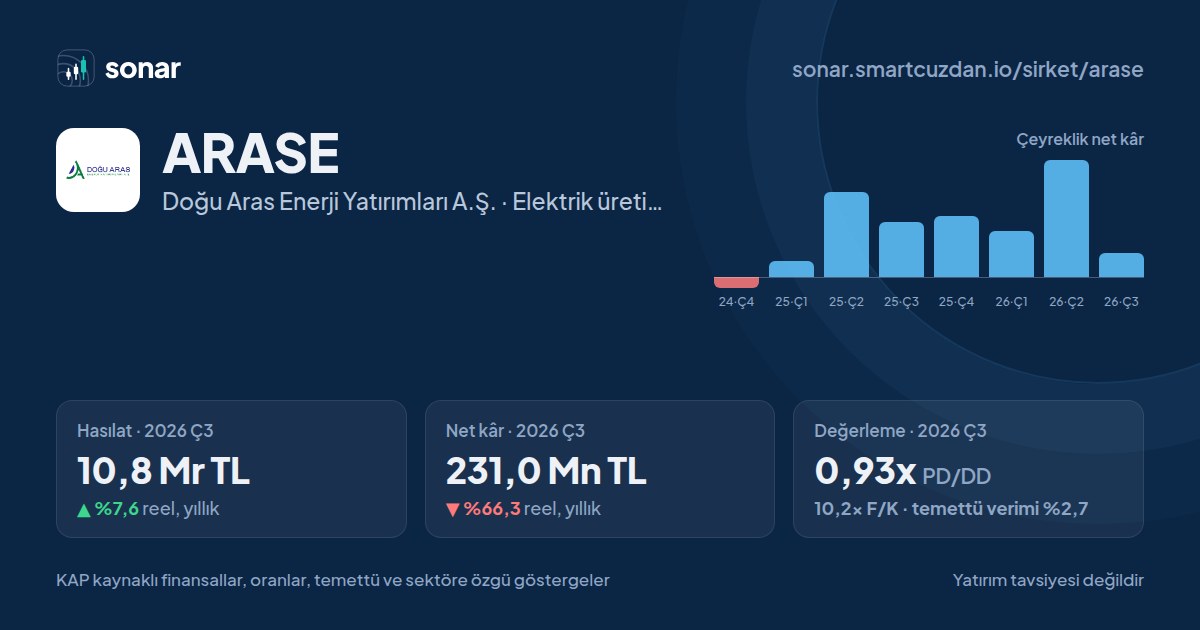 sonar
sonar.smartcuzdan.io/sirket/arase
DOĞU ARAS
ARASE
Doğu Aras Enerji Yatırımları A.Ş. · Elektrik üreti...
Çeyreklik net kâr
24·Ç4 25·Ç1 25·Ç2 25·Ç3 25·Ç4 26·Ç1 26·Ç2 26·Ç3
Hasılat · 2026 Ç3
10,8 Mr TL
▲ %7,6 reel, yıllık
Net kâr · 2026 Ç3
231,0 Mn TL
▼ %66,3 reel, yıllık
Değerleme · 2026 Ç3
0,93x PD/DD
10,2× F/K · temettü verimi %2,7
KAP kaynaklı finansallar, oranlar, temettü ve sektöre özgü göstergeler
Yatırım tavsiyesi değildir